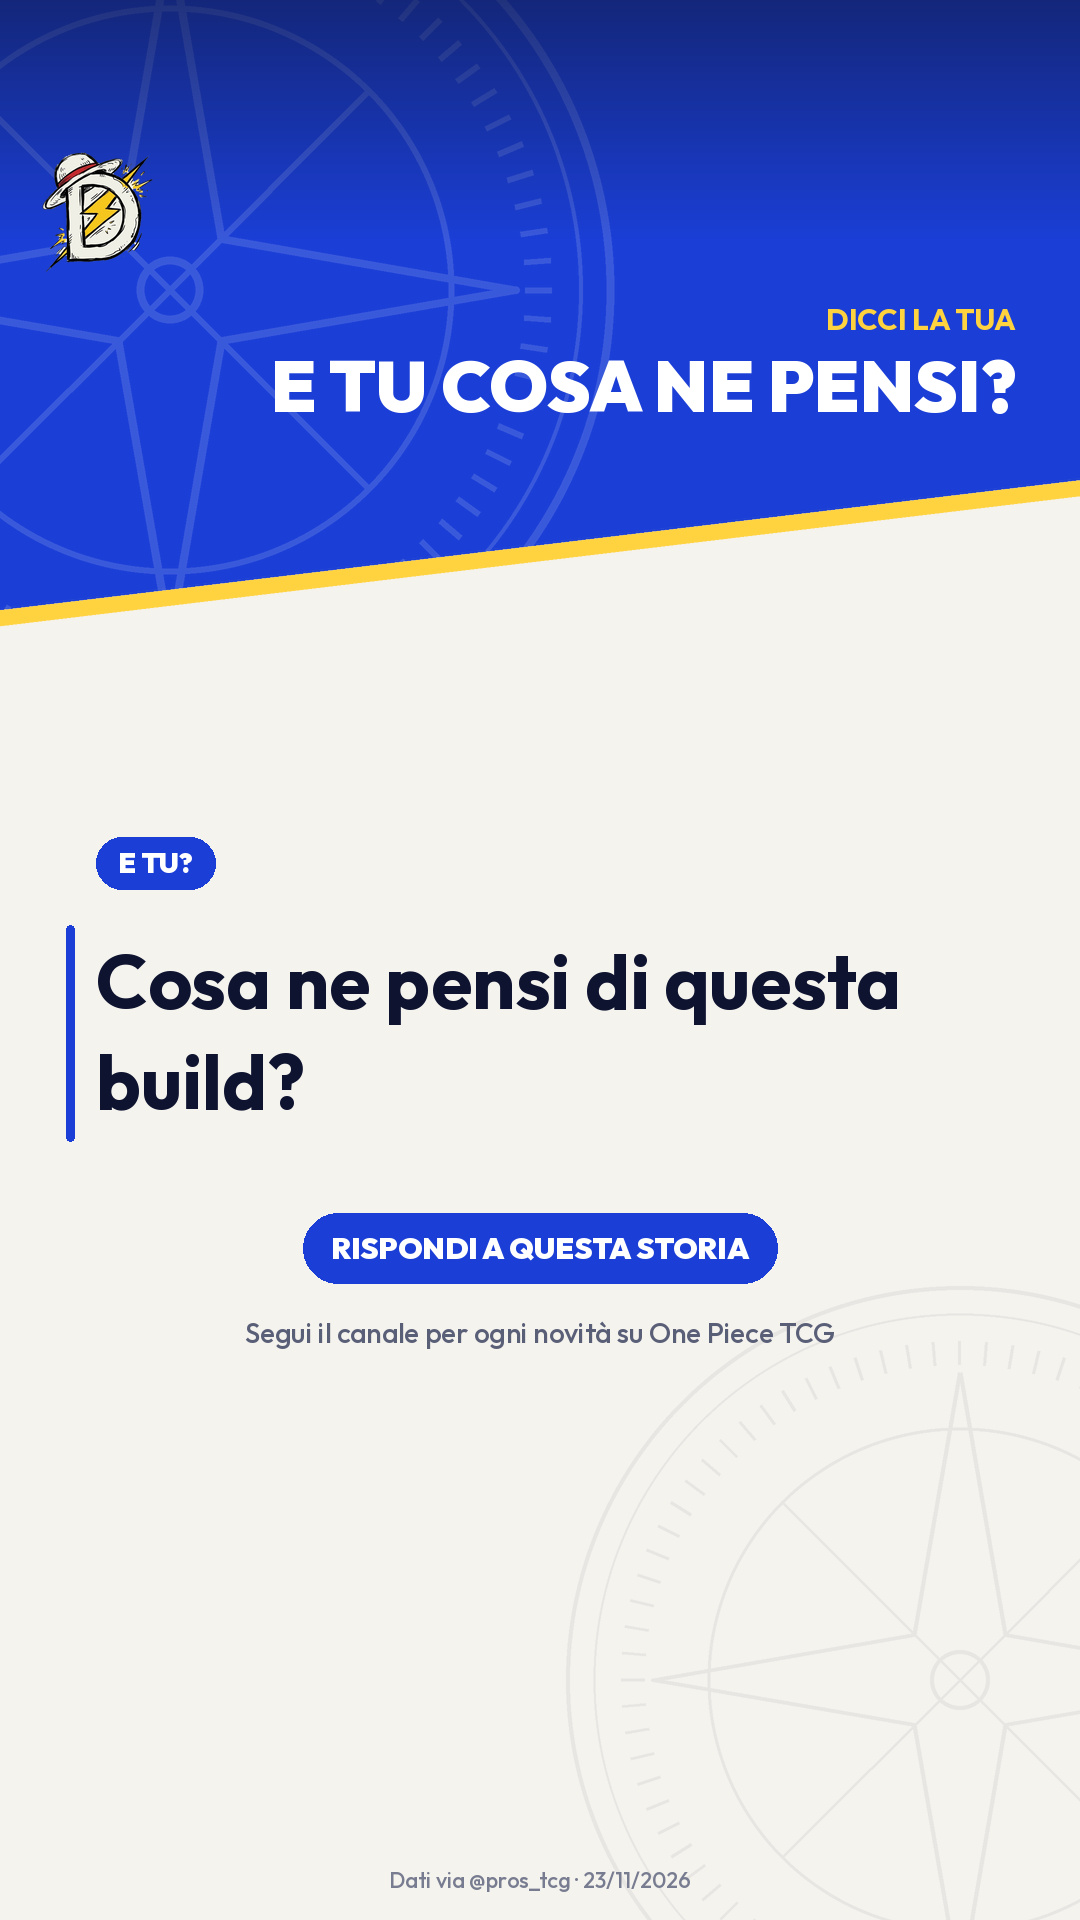 DICCI LA TUA
E TU COSA NE PENSI?
E TU?
Cosa ne pensi di questa
build?
RISPONDI A QUESTA STORIA
Segui il canale per ogni novità su One Piece TCG
Dati via @pros_tcg · 23/11/2026